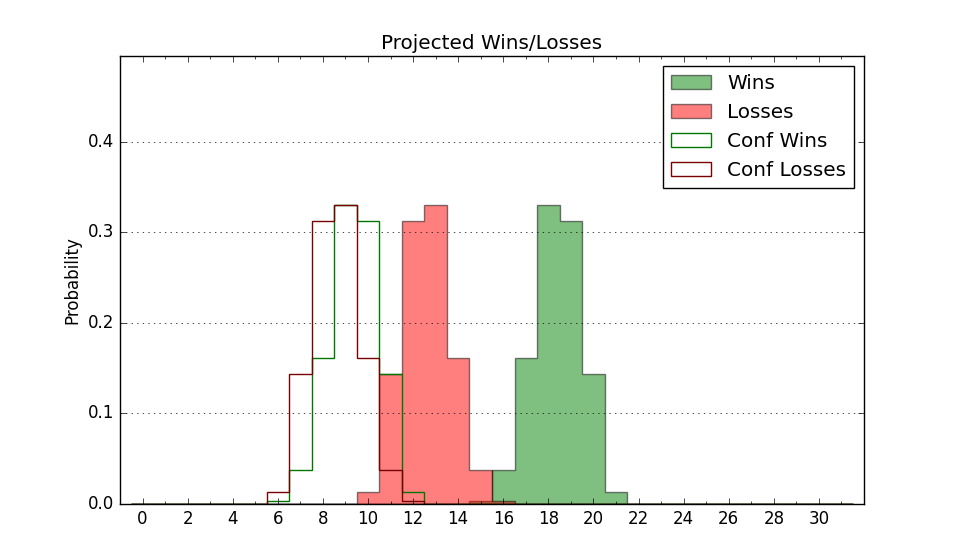 Projected Wins/Losses
Wins
Losses
Conf Wins
Conf Losses
Probability
0.4
0.3
0.2
0.1
0.0
0 2 4 6 8 10 12 14 16 18 20 22 24 26 28 30